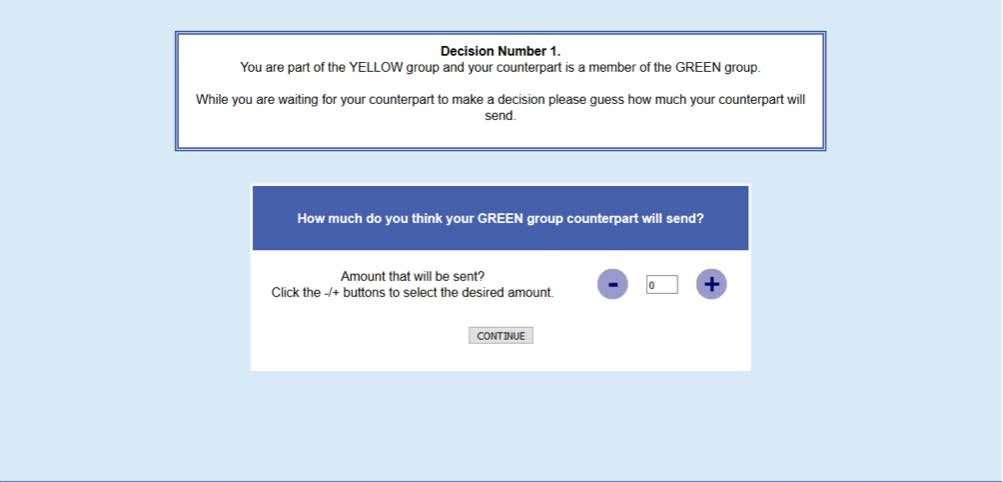 Decision Number 1.
You are part of the YELLOW group and your counterpart is a member of the GREEN group.
While you are waiting for your counterpart to make a decision please guess how much your counterpart will
send.
How much do you think your GREEN group counterpart will send?
Amount that will be sent?
Click the -/+ buttons to select the desired amount.
- 0 +
CONTINUE